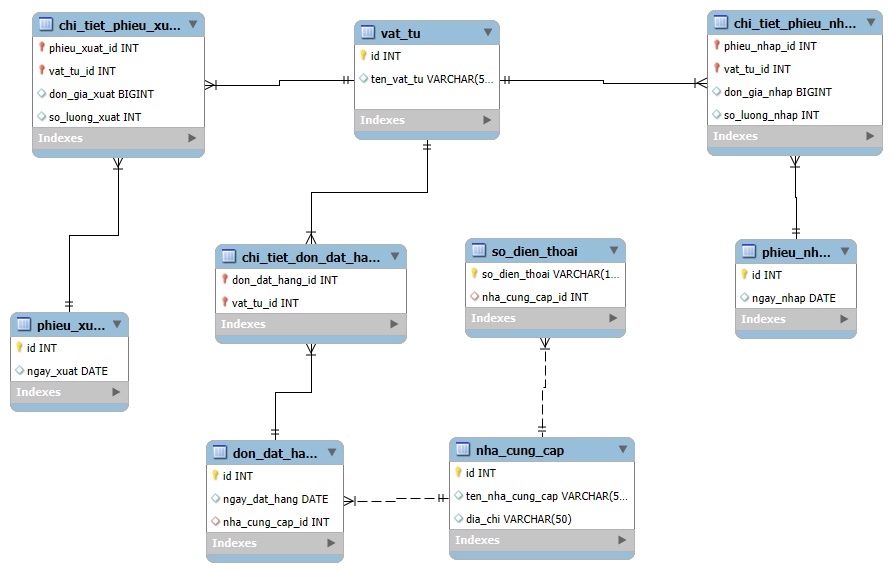 chi_tiet_phieu_xu...
phieu_xuat_id INT
vat_tu_id INT
don_gia_xuat BIGINT
so_luong_xuat INT
Indexes
vat_tu
id INT
ten_vat_tu VARCHAR(5...
Indexes
chi_tiet_phieu_nh...
phieu_nhap_id INT
vat_tu_id INT
don_gia_nhap BIGINT
so_luong_nhap INT
Indexes
chi_tiet_don_dat_ha...
don_dat_hang_id INT
vat_tu_id INT
Indexes
so_dien_thoai
so_dien_thoai VARCHAR(1...
nha_cung_cap_id INT
Indexes
phieu_nh...
id INT
ngay_nhap DATE
Indexes
phieu_xu...
id INT
ngay_xuat DATE
Indexes
don_dat_ha...
id INT
ngay_dat_hang DATE
nha_cung_cap_id INT
Indexes
nha_cung_cap
id INT
ten_nha_cung_cap VARCHAR(5...
dia_chi VARCHAR(50)
Indexes